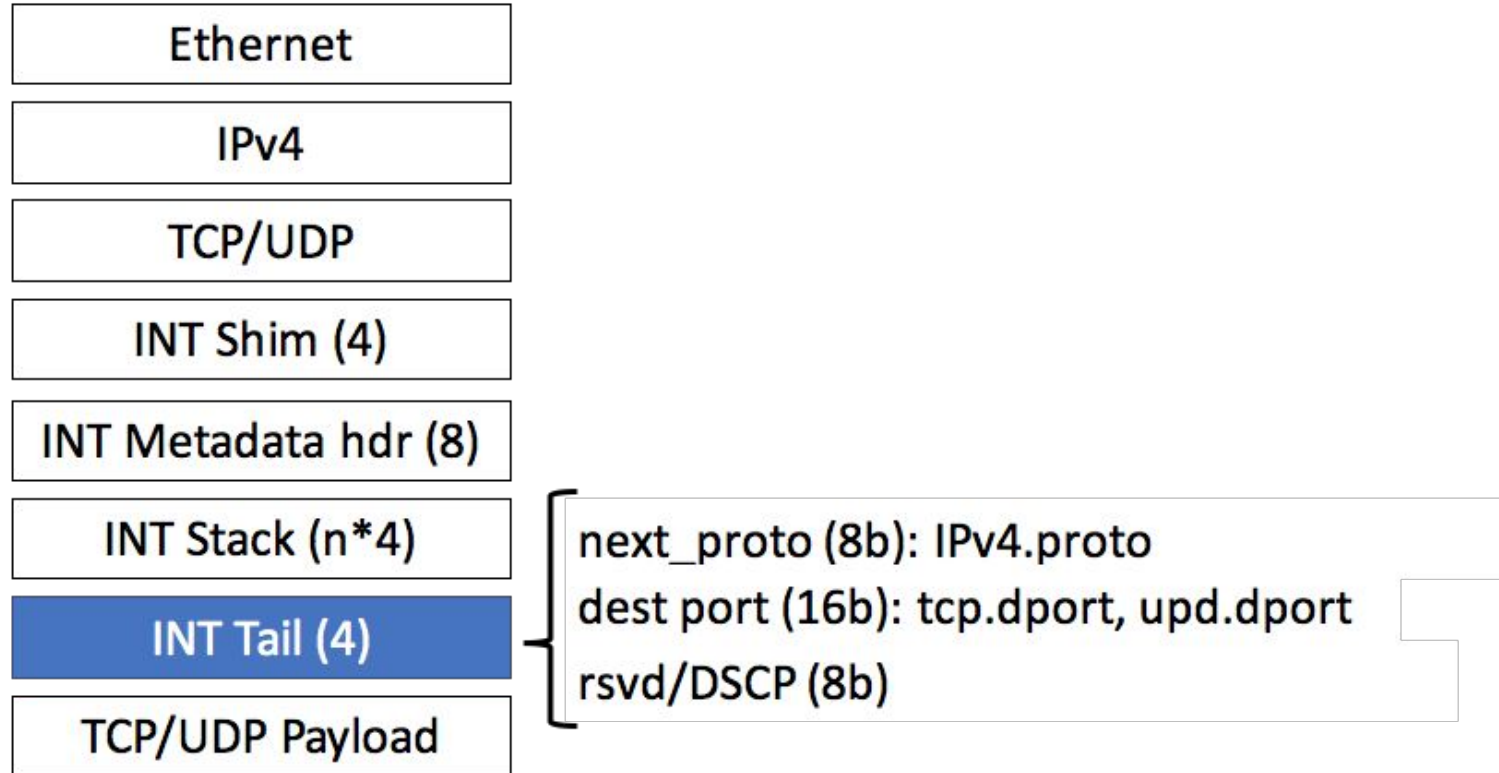 Ethernet
IPv4
TCP/UDP
INT Shim (4)
INT Metadata hdr (8)
INT Stack (n*4)
INT Tail (4)
TCP/UDP Payload
next_proto (8b): IPv4.proto
dest port (16b): tcp.dport, upd.dport
rsvd/DSCP (8b)